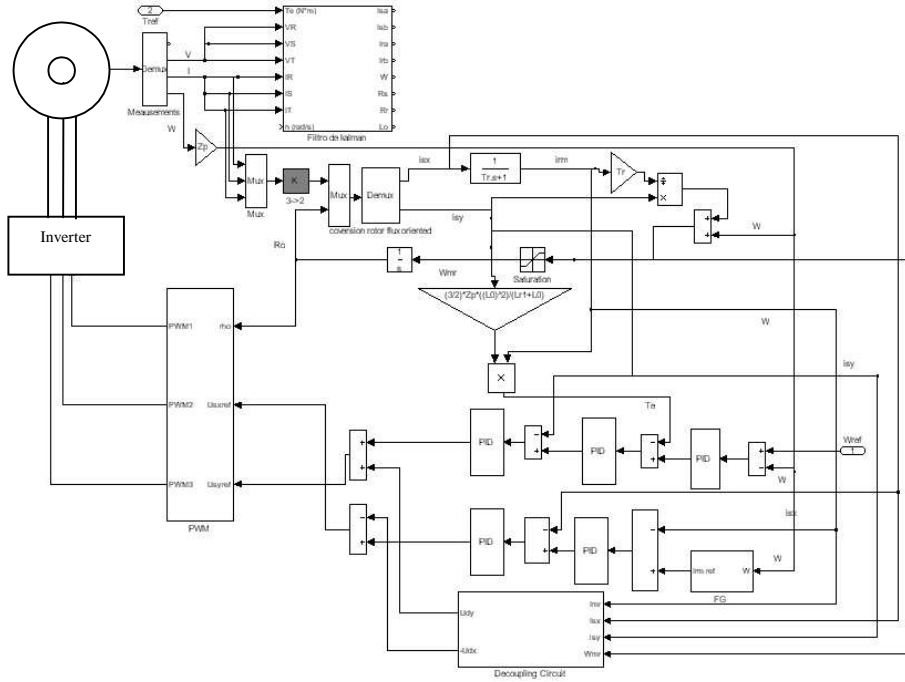 2
Tref
Te (N*m)
VR
VS
VT
IR
IS
IT
n (rad/s)
Isa
Isb
Ira
Irb
W
Rs
Rr
Lo
Filtro de kalman
Demux
Meausements
V
I
W
Zp
Mux
Mux
K
3->2
Mux
Demux
coversion rotor flux oriented
isx
isy
1
Tr.s+1
irm
Tr
÷
×
+
+
W
Inverter
Ro
1
s
Wmr
Saturation
(3/2)*Zp*((L0)^2)/(Lr1+L0)
W
×
isy
Te
PWM1
PWM2
PWM3
rho
Usxref
Usyref
PWM
+
+
PID
-
+
PID
-
+
PID
+
-
Wref
1
W
isx
-
+
PID
-
+
PID
-
+
Irm ref
W
FG
W
Udy
-Udx
Imr
Isx
isy
Wmr
Decoupling Circuit